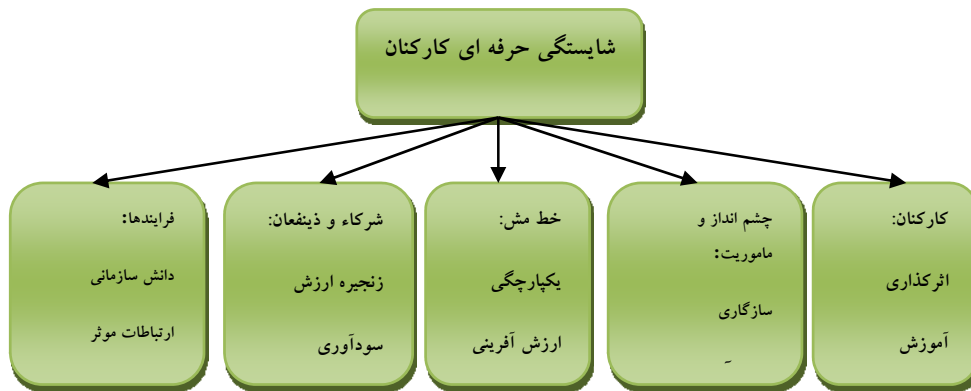 شایستگی حرفه ای کارکنان
کارکنان:
اثرکذاری
آموزش
چشم انداز و
ماموریت:
سازگاری
خط مش:
یکپارچگی
ارزش آفرینی
شرکاء و ذینفعان:
زنجیره ارزش
سودآوری
فرایندها:
دانش سازمانی
ارتباطات موثر